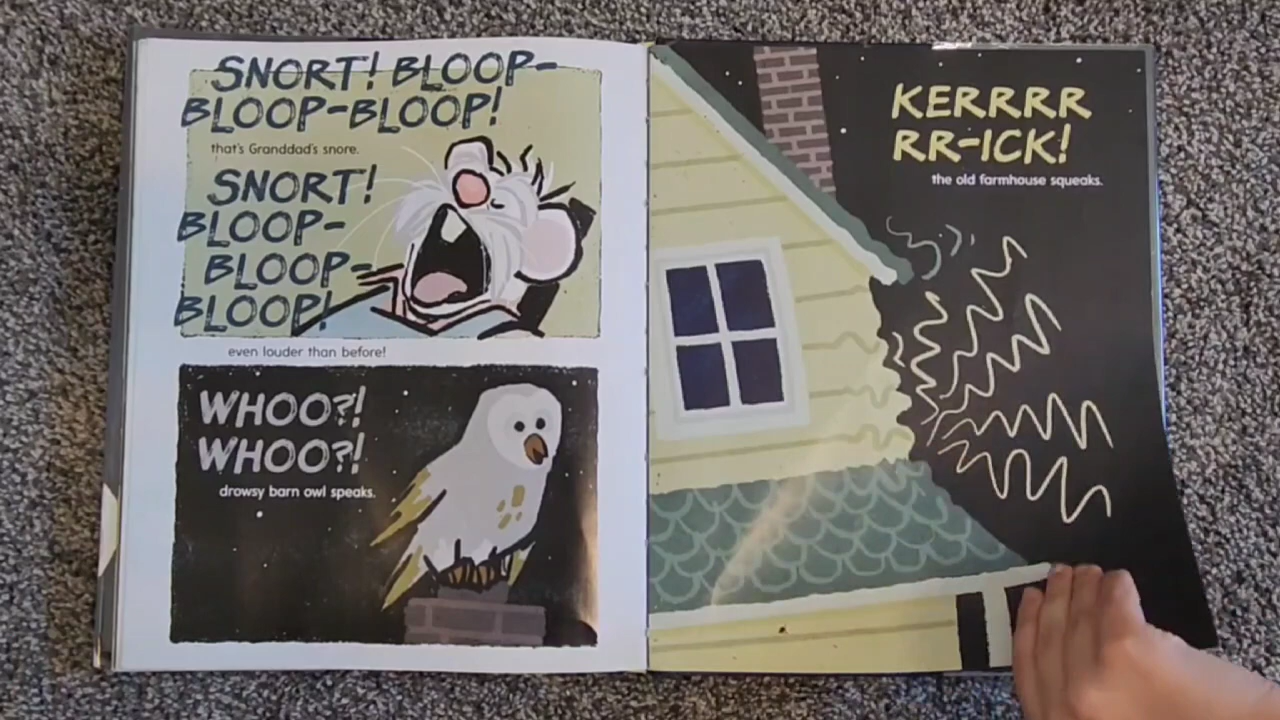 SNORT! BLOOP-
BLOOP-BLOOP!
that's Granddad's snore.
SNORT!
BLOOP-
BLOOP-
BLOOP!
even louder than before!
WHOO?!
WHOO?!
drowsy barn owl speaks.
KERRRR
RR-ICK!
the old farmhouse squeaks.